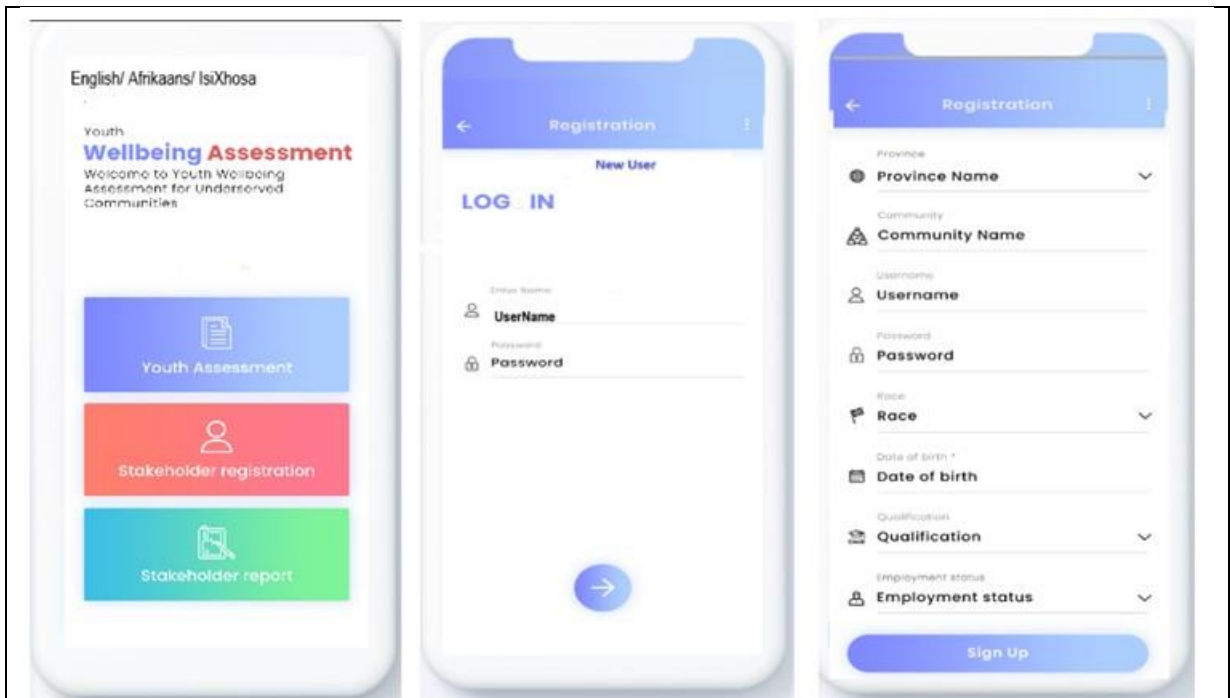 English/ Afrikaans/ IsiXhosa
Youth
Wellbeing Assessment
Welcome to Youth Wellbeing
Assessment for Underserved
Communities
Youth Assessment
Stakeholder registration
Stakeholder report
Registration
New User
LOG IN
Enter Name
UserName
Password
Password
Registration
Province
Province Name
Community
Community Name
Username
Username
Password
Password
Race
Race
Date of birth *
Date of birth
Qualification
Qualification
Employment status
Employment status
Sign Up